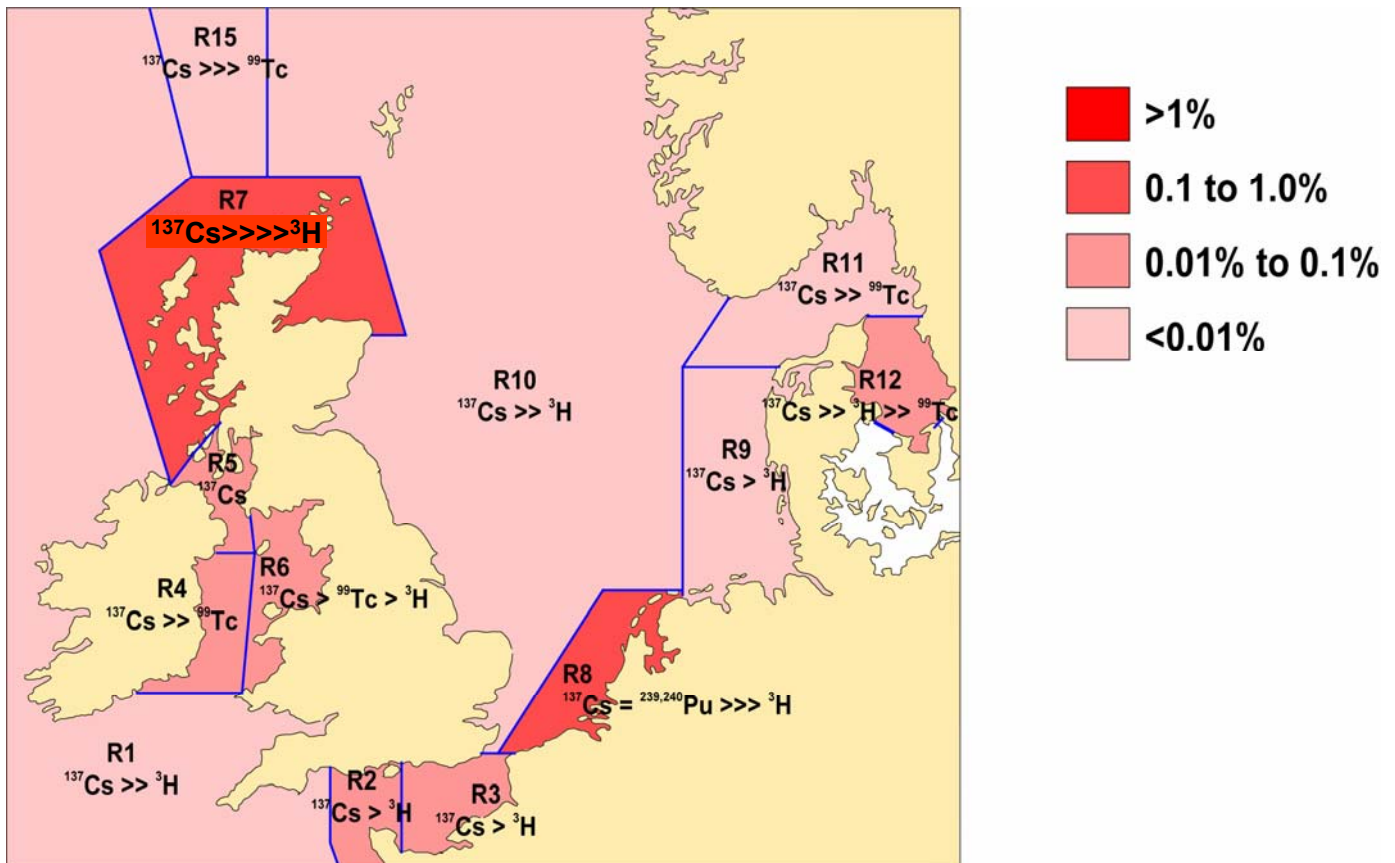 R15
¹³⁷Cs >>> ⁹⁹Tc
R7
¹³⁷Cs>>>>³H
R11
¹³⁷Cs >> ⁹⁹Tc
R10
¹³⁷Cs >> ³H
R12
¹³⁷Cs >> ³H >> ⁹⁹Tc
R9
¹³⁷Cs > ³H
R5
¹³⁷Cs
R6
¹³⁷Cs > ⁹⁹Tc > ³H
R4
¹³⁷Cs >> ⁹⁹Tc
R8
¹³⁷Cs = ²³⁹,²⁴⁰Pu >>> ³H
R1
¹³⁷Cs >> ³H
R2
¹³⁷Cs > ³H
R3
¹³⁷Cs > ³H
>1%
0.1 to 1.0%
0.01% to 0.1%
<0.01%